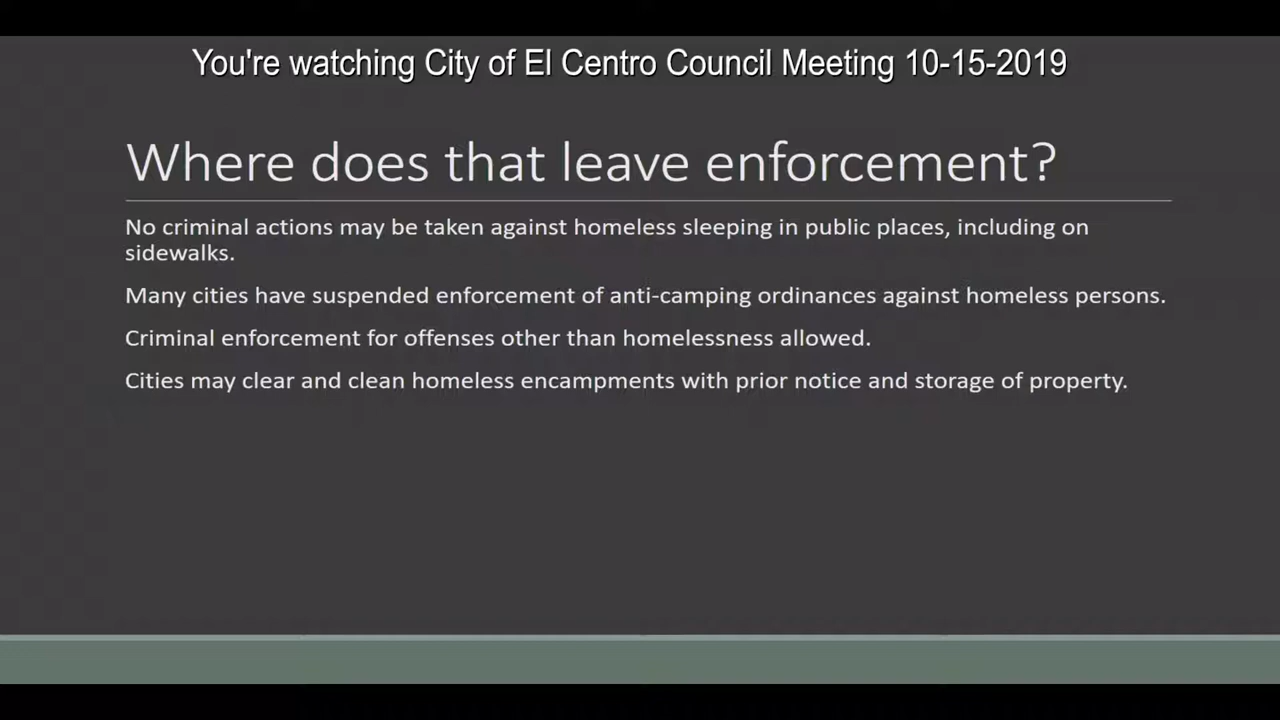 You're watching City of El Centro Council Meeting 10-15-2019
Where does that leave enforcement?
No criminal actions may be taken against homeless sleeping in public places, including on
sidewalks.
Many cities have suspended enforcement of anti-camping ordinances against homeless persons.
Criminal enforcement for offenses other than homelessness allowed.
Cities may clear and clean homeless encampments with prior notice and storage of property.